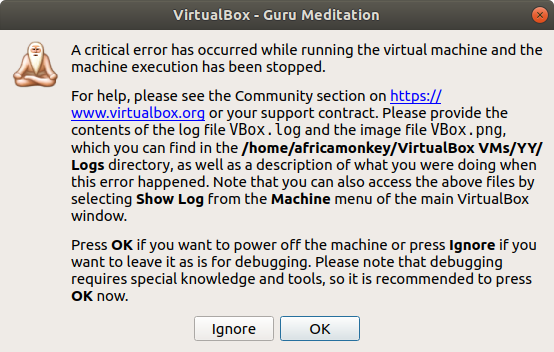 VirtualBox - Guru Meditation
A critical error has occurred while running the virtual machine and the
machine execution has been stopped.
For help, please see the Community section on https://
www.virtualbox.org or your support contract. Please provide the
contents of the log file VBox.log and the image file VBox.png,
which you can find in the /home/africamonkey/VirtualBox VMs/YY/
Logs directory, as well as a description of what you were doing when
this error happened. Note that you can also access the above files by
selecting Show Log from the Machine menu of the main VirtualBox
window.
Press OK if you want to power off the machine or press Ignore if you
want to leave it as is for debugging. Please note that debugging
requires special knowledge and tools, so it is recommended to press
OK now.
Ignore OK